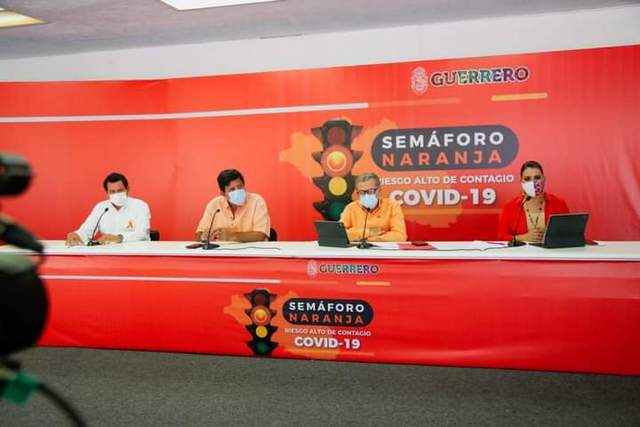 GUERRERO
SEMÁFORO
NARANJA
RIESGO ALTO DE CONTAGIO
COVID-19
GUERRERO
SEMÁFORO
NARANJA
RIESGO ALTO DE CONTAGIO
COVID-19